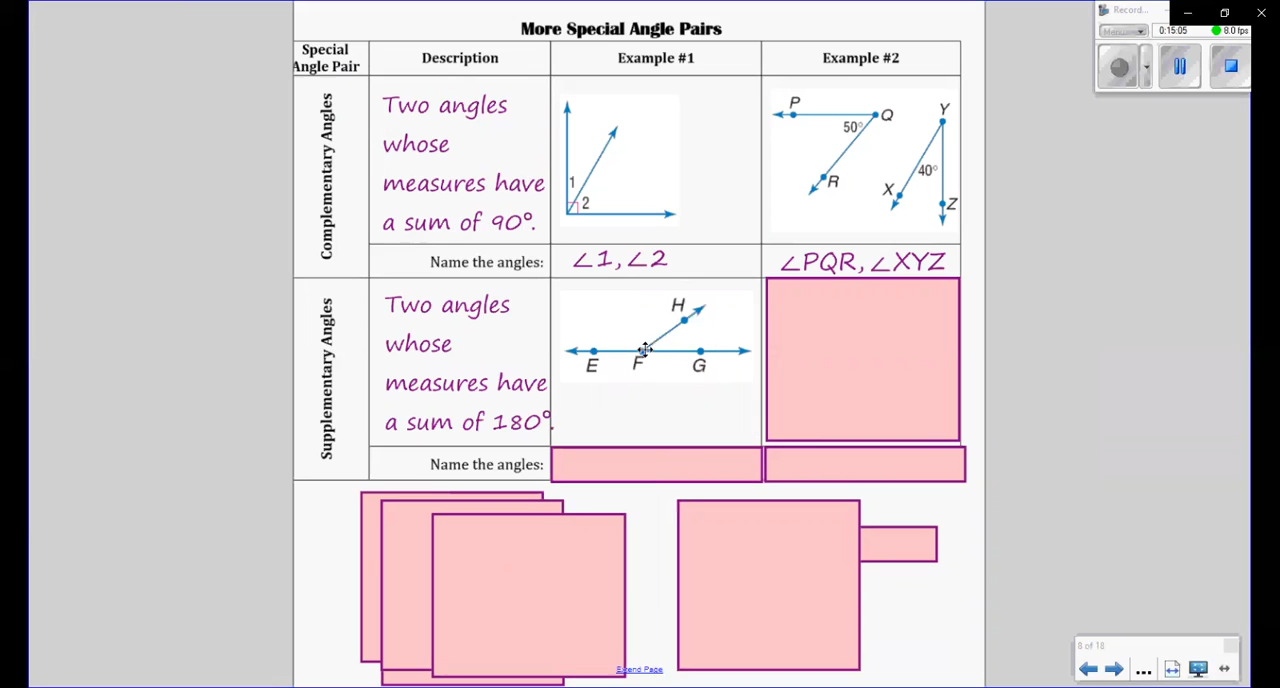 More Special Angle Pairs
Special
Angle Pair
Description
Example #1
Example #2
Complementary Angles
Two angles
whose
measures have
a sum of 90°.
1
2
P
Q
50°
R
Y
40°
X
Z
Name the angles:
∠1, ∠2
∠PQR, ∠XYZ
Supplementary Angles
Two angles
whose
measures have
a sum of 180°.
H
E
F
G
Name the angles:
Extend Page
Record...
0:15:05
8.0 fps
8 of 18